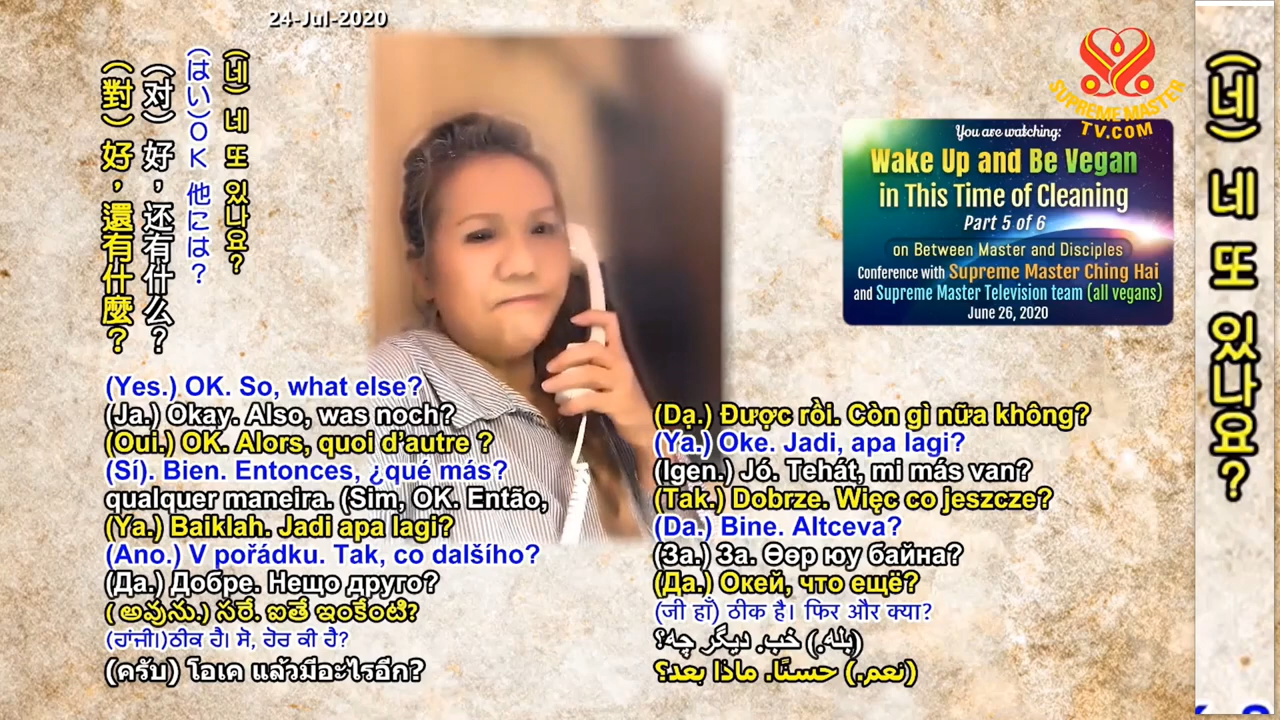 24-Jul-2020
(네) 네 또 있나요?
(はい)OK 他には?
(对) 好，还有什么？
(對) 好，還有什麼？
SUPREME MASTER
TV.COM
You are watching:
Wake Up and Be Vegan
in This Time of Cleaning
Part 5 of 6
on Between Master and Disciples
Conference with Supreme Master Ching Hai
and Supreme Master Television team (all vegans)
June 26, 2020
(Yes.) OK. So, what else?
(Ja.) Okay. Also, was noch?
(Oui.) OK. Alors, quoi d’autre ?
(Sí). Bien. Entonces, ¿qué más?
qualquer maneira. (Sim, OK. Então,
(Ya.) Baiklah. Jadi apa lagi?
(Ano.) V pořádku. Tak, co dalšího?
(Да.) Добре. Нещо друго?
( అవును.) సరే. ఐతే ఇంకేంటి?
(ਹਾਂਜੀ।)ਠੀਕ ਹੈ। ਸੋ, ਹੋਰ ਕੀ ਹੈ?
(ครับ) โอเค แล้วมีอะไรอีก?
(Dạ.) Được rồi. Còn gì nữa không?
(Ya.) Oke. Jadi, apa lagi?
(Igen.) Jó. Tehát, mi más van?
(Tak.) Dobrze. Więc co jeszcze?
(Da.) Bine. Altceva?
(За.) За. Өөр юу байна?
(Да.) Окей, что ещё?
(जी हाँ) ठीक है। फिर और क्या?
(بله.) خب. دیگر چه؟
(نعم.) حسنًا. ماذا بعد؟
(네) 네 또 있나요?